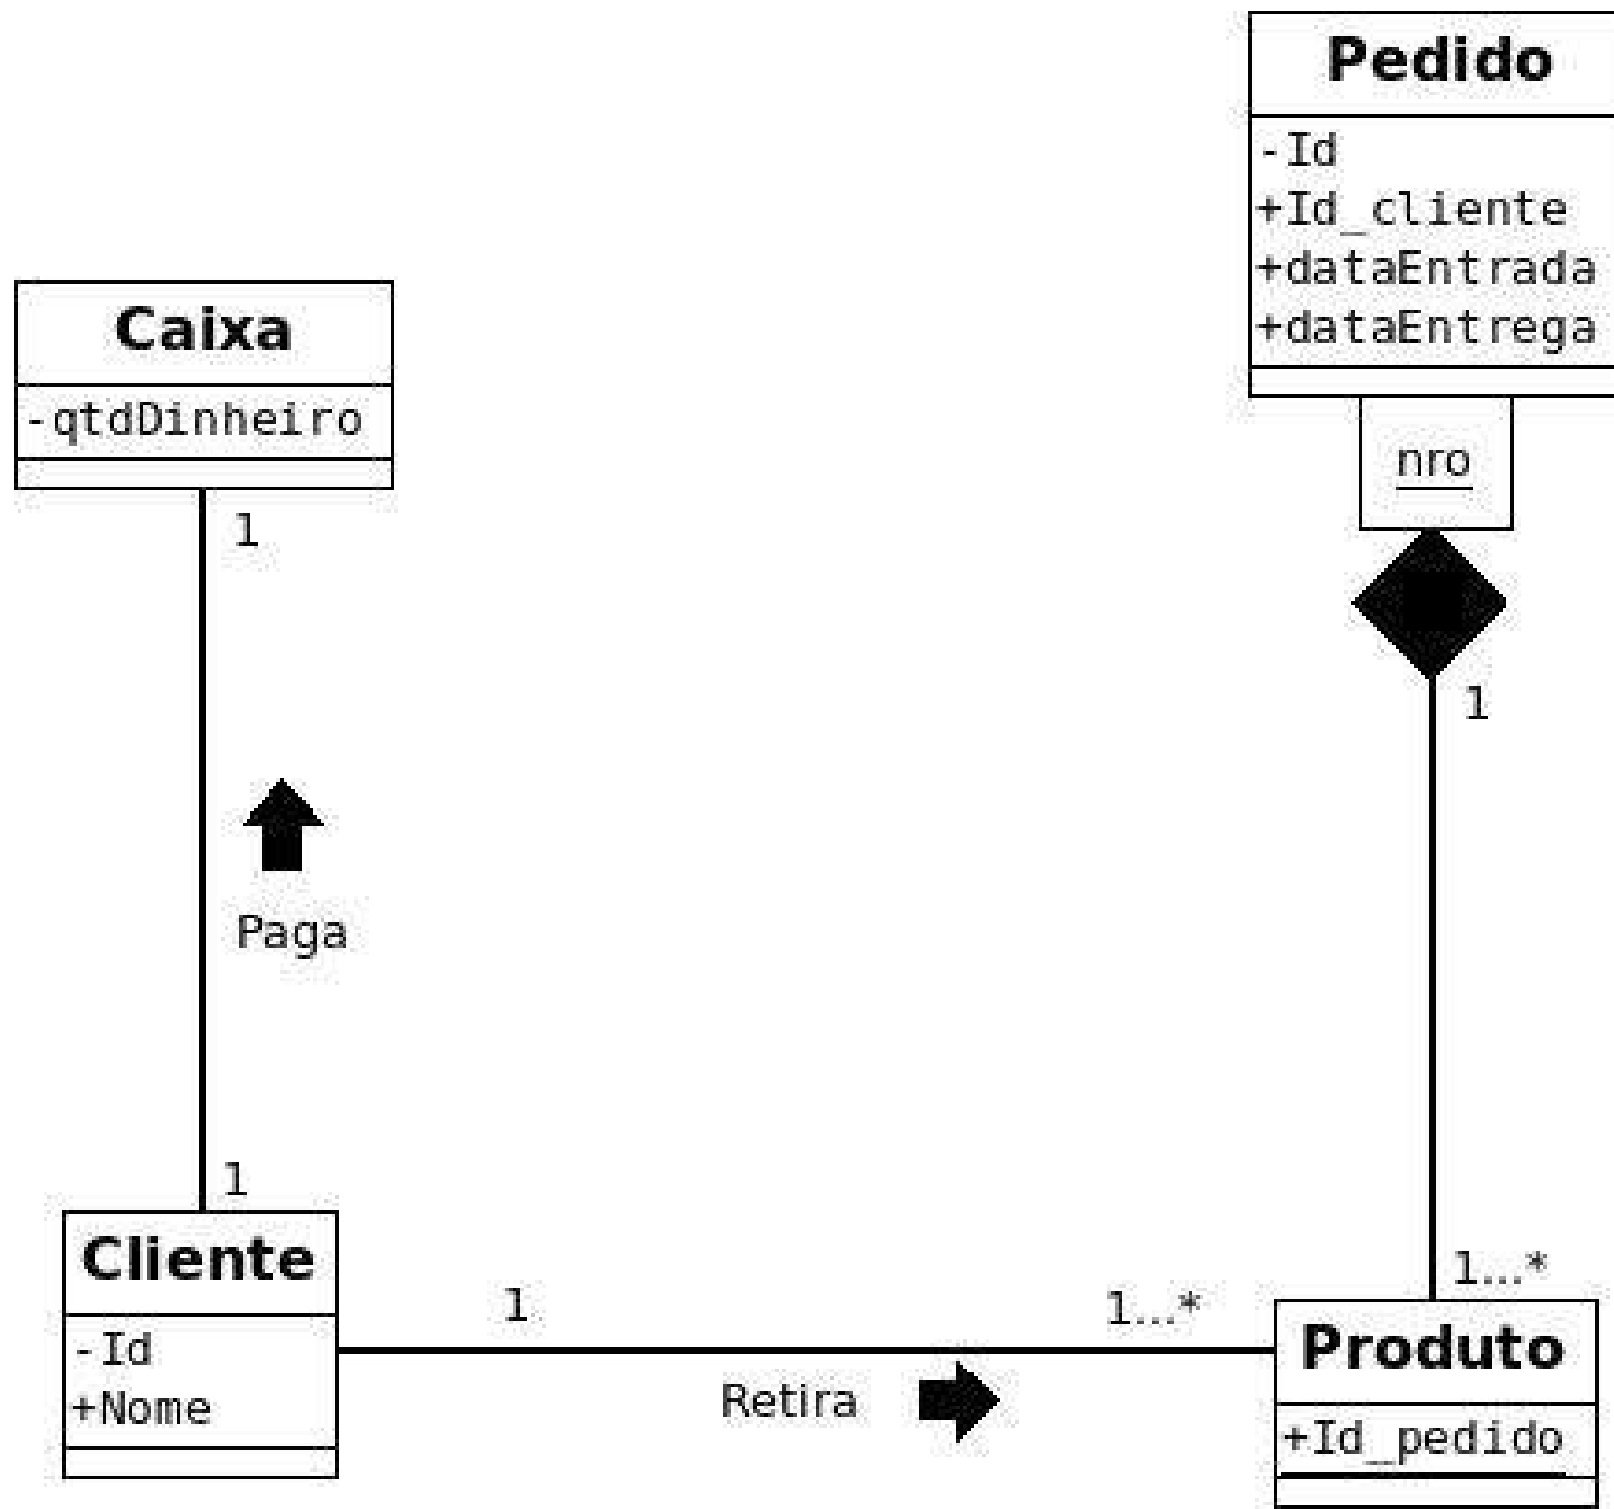 Pedido
-Id
+Id_cliente
+dataEntrada
+dataEntrega
nro
1
1...*
Caixa
-qtdDinheiro
1
Paga
1
Cliente
-Id
+Nome
1
1...*
Retira
Produto
+Id_pedido